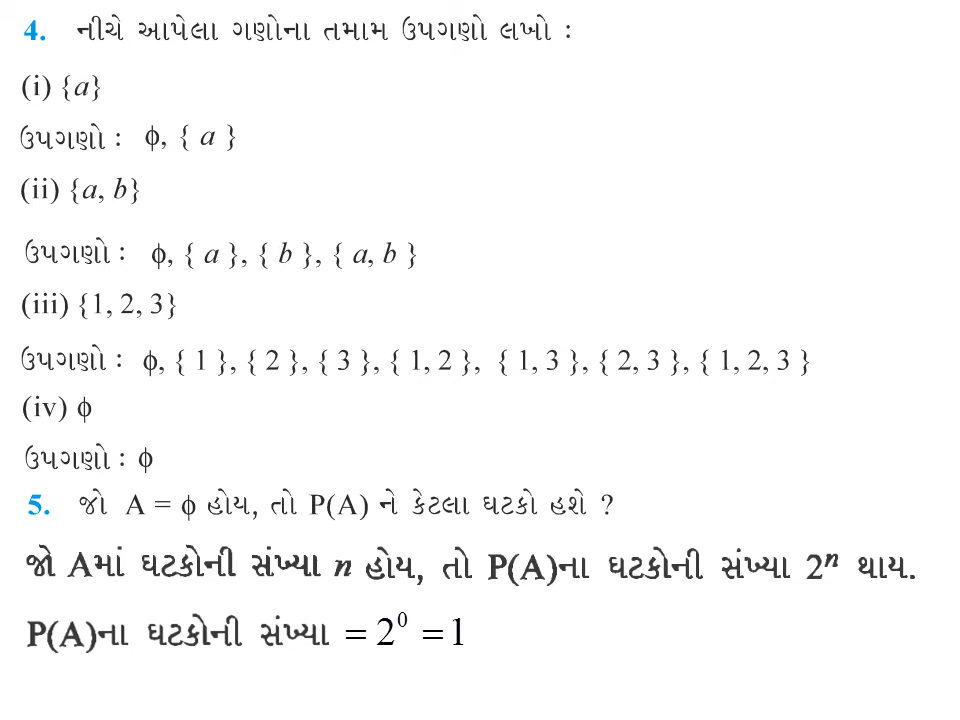 4. નીચે આપેલા ગણોના તમામ ઉપગણો લખો :
(i) {a}
ઉપગણો : ϕ, { a }
(ii) {a, b}
ઉપગણો : ϕ, { a }, { b }, { a, b }
(iii) {1, 2, 3}
ઉપગણો : ϕ, { 1 }, { 2 }, { 3 }, { 1, 2 }, { 1, 3 }, { 2, 3 }, { 1, 2, 3 }
(iv) ϕ
ઉપગણો : ϕ
5. જો A = ϕ હોય, તો P(A) ને કેટલા ઘટકો હશે ?
જો Aમાં ઘટકોની સંખ્યા n હોય, તો P(A)ના ઘટકોની સંખ્યા 2ⁿ થાય.
P(A)ના ઘટકોની સંખ્યા = 2⁰ = 1